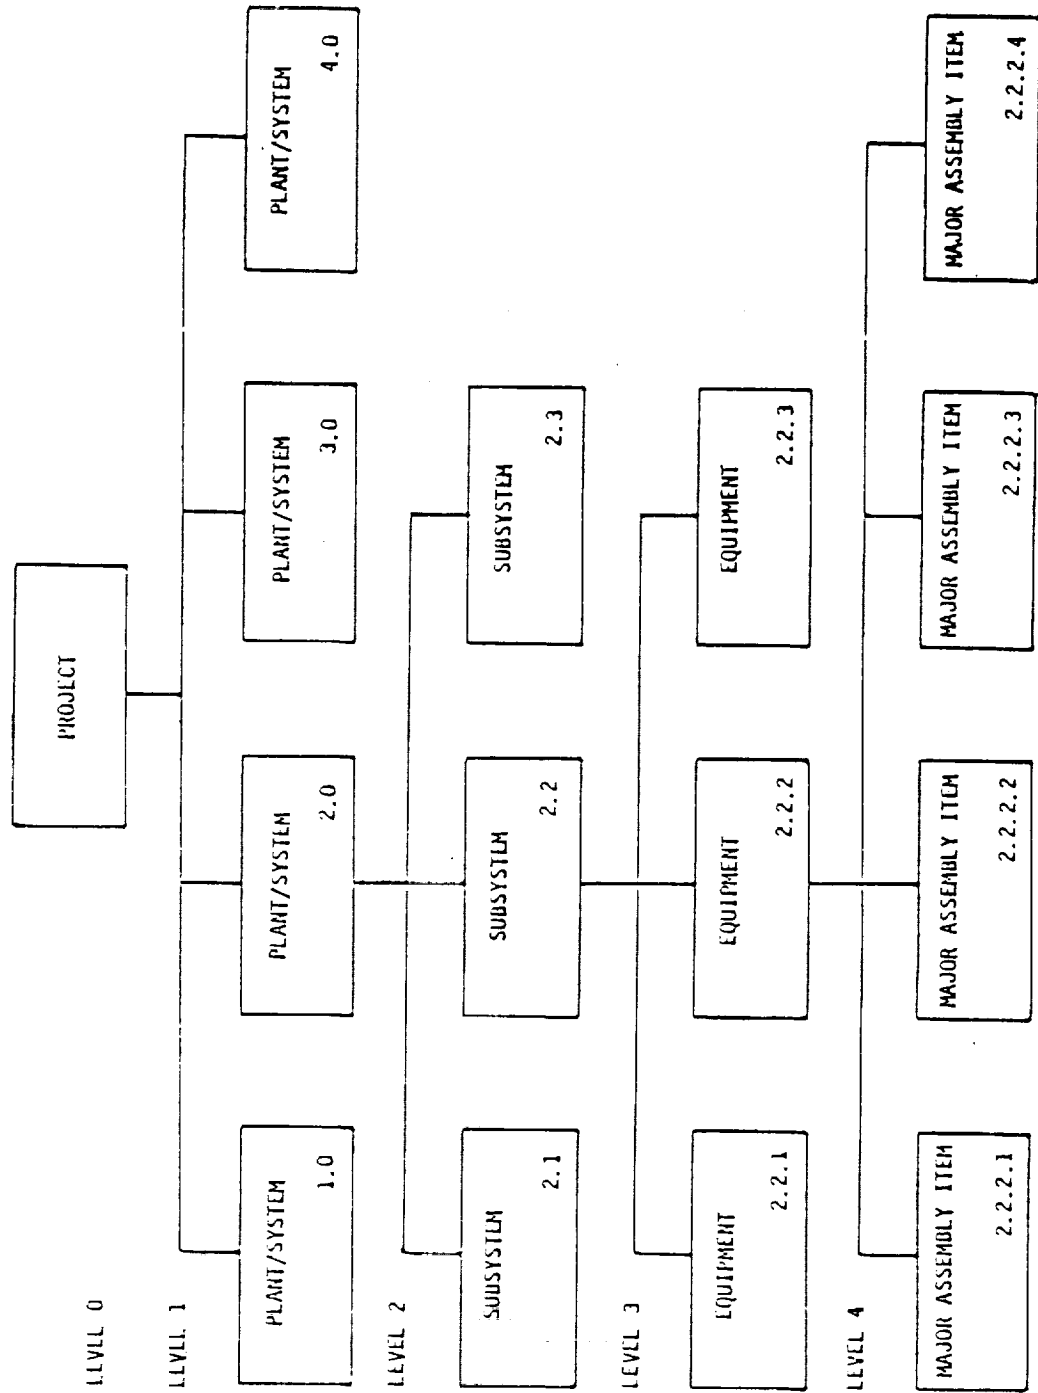 LEVEL 0
PROJECT
LEVEL 1
PLANT/SYSTEM
1.0
PLANT/SYSTEM
2.0
PLANT/SYSTEM
3.0
PLANT/SYSTEM
4.0
LEVEL 2
SUBSYSTEM
2.1
SUBSYSTEM
2.2
SUBSYSTEM
2.3
LEVEL 3
EQUIPMENT
2.2.1
EQUIPMENT
2.2.2
EQUIPMENT
2.2.3
LEVEL 4
MAJOR ASSEMBLY ITEM
2.2.2.1
MAJOR ASSEMBLY ITEM
2.2.2.2
MAJOR ASSEMBLY ITEM
2.2.2.3
MAJOR ASSEMBLY ITEM
2.2.2.4